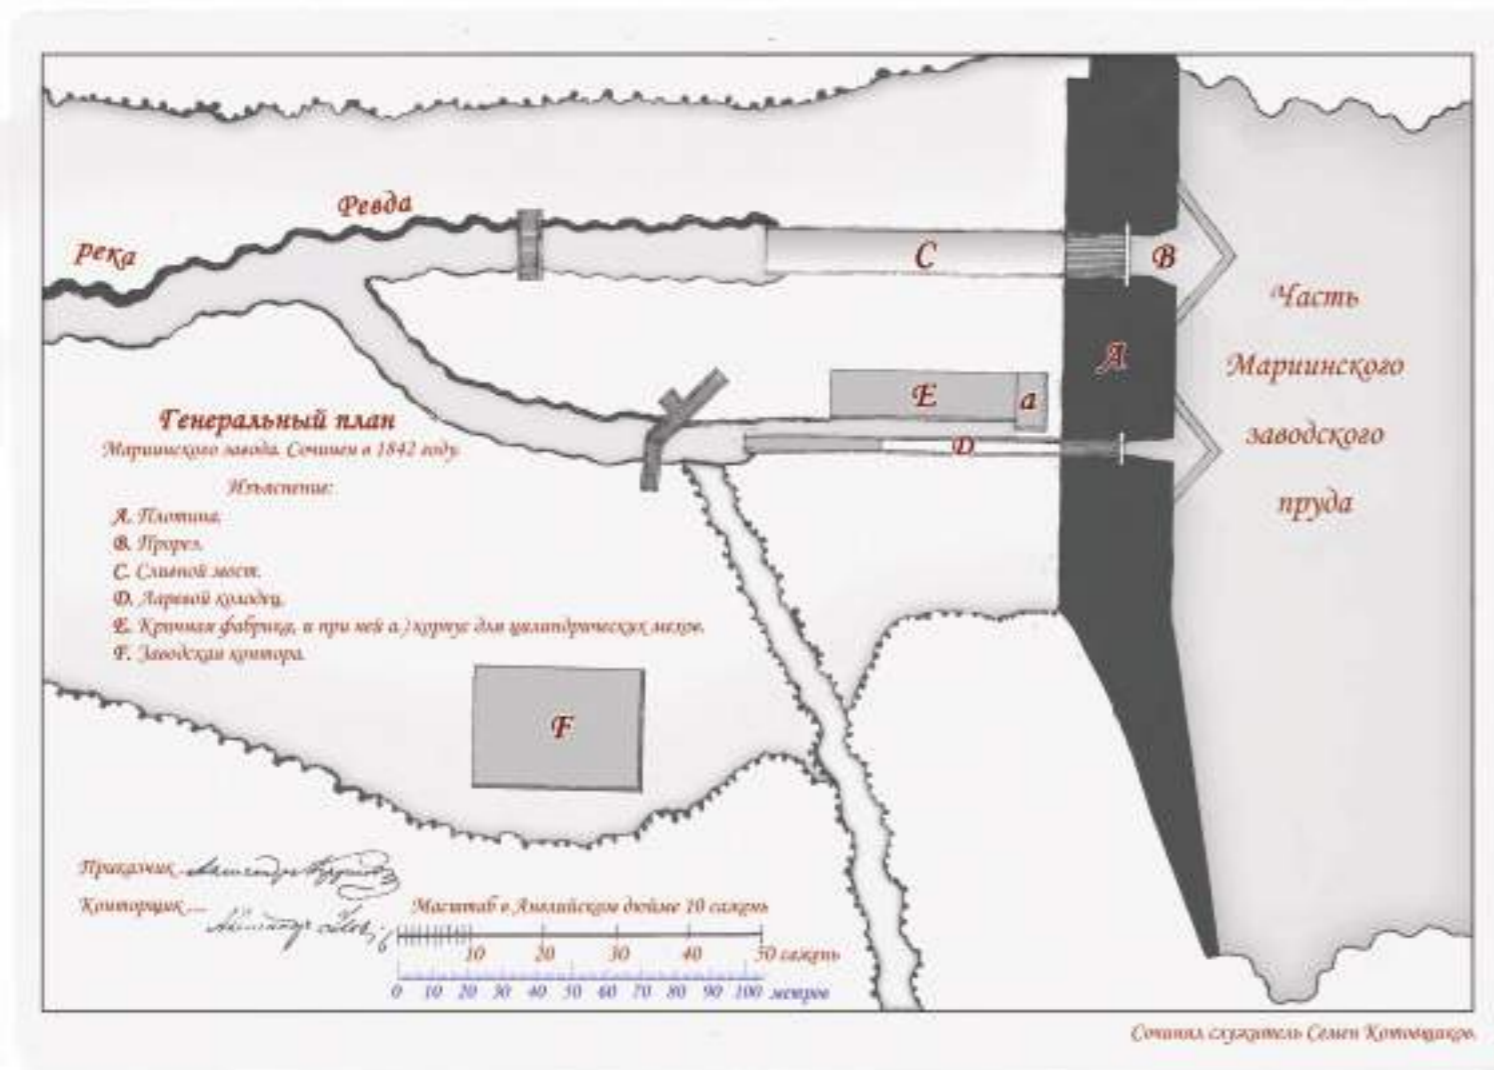 река
Ревда
C
B
A
E
a
D
Часть
Мариинского
заводского
пруда
Генеральный план
Мариинского завода. Сочинен в 1842 году.
Изъяснение:
A. Плотина.
B. Прорез.
C. Сливной мост.
D. Ларевой колодец.
E. Кричная фабрика, и при ней a.) корпус для цилиндрических мехов.
F. Заводская контора.
F
Приказчик
Конторщик ....
Масштаб в Английском дюйме 10 сажень
10 20 30 40 50 сажень
0 10 20 30 40 50 60 70 80 90 100 метров
Сочинял служитель Семен Котовщиков.